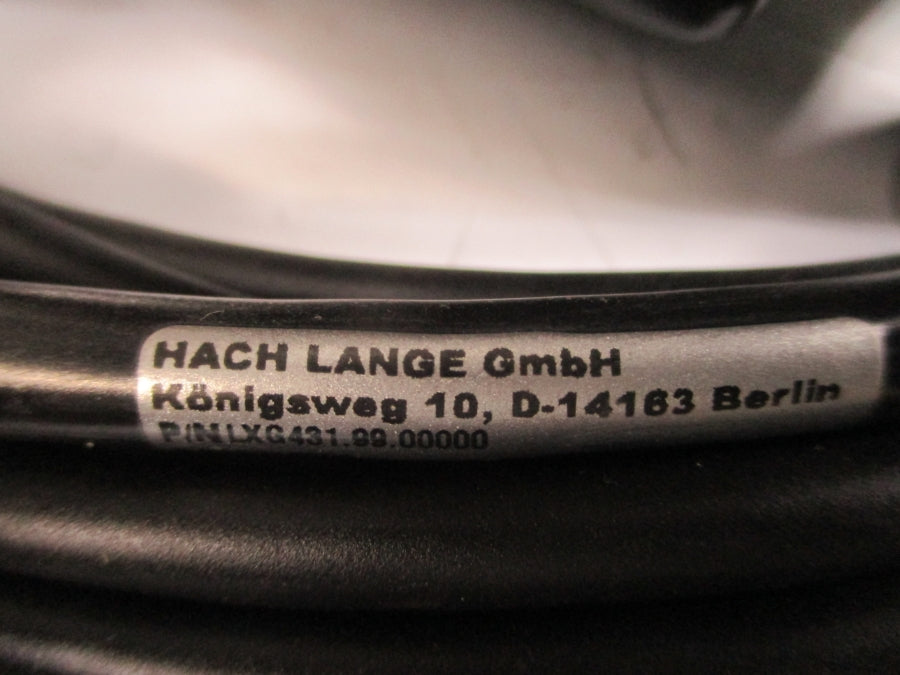 HACH LANGE GmbH
Königsweg 10, D-14163 Berlin
P/N LXG431.99.00000